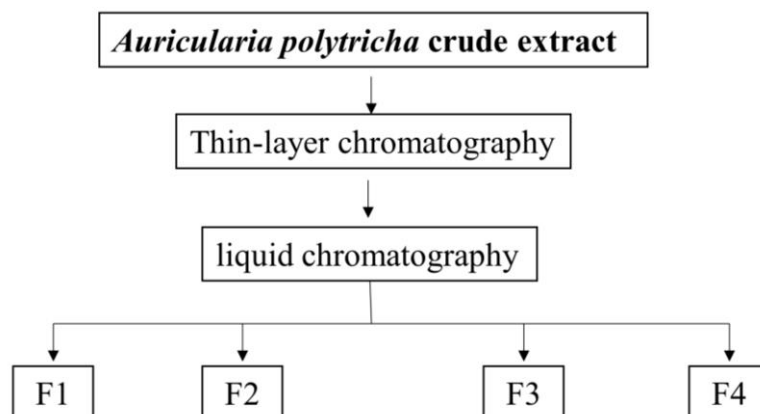 Auricularia polytricha crude extract
Thin-layer chromatography
liquid chromatography
F1 F2 F3 F4